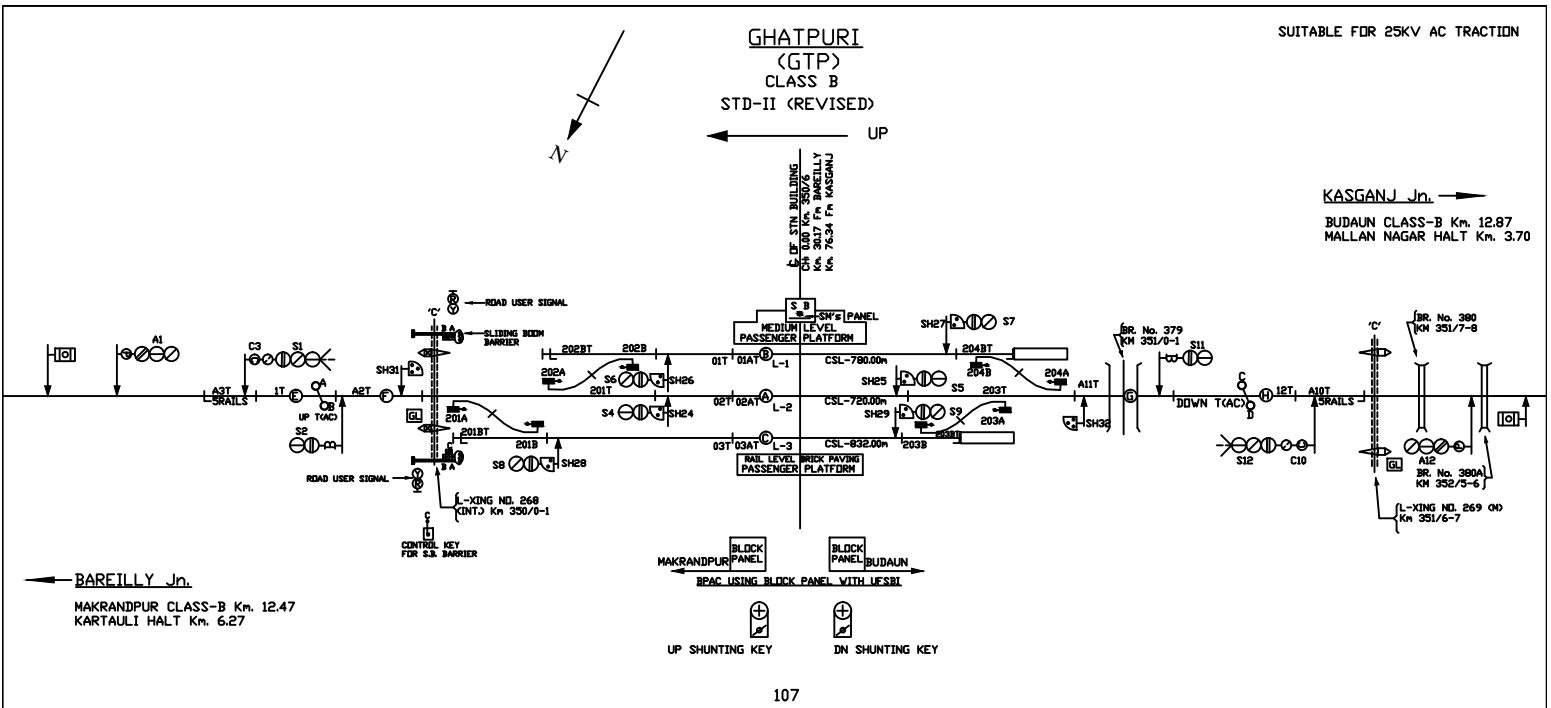 SUITABLE FOR 25KV AC TRACTION
GHATPURI
(GTP)
CLASS B
STD-II (REVISED)
UP
N
C OF STN BUILDING
CH: 0.00 Km. 350/6
Km. 30.17 Fm BAREILLY
Km. 76.34 Fm KASGANJ
KASGANJ Jn.
BUDAUN CLASS-B Km. 12.87
MALLAN NAGAR HALT Km. 3.70
ROAD USER SIGNAL
'C'
B A
SLIDING BOOM
BARRIER
S B
SM's PANEL
MEDIUM LEVEL
PASSENGER PLATFORM
SH27
S7
BR. No. 379
KM 351/0-1
'C'
BR. No. 380
KM 351/7-8
A1
C3
S1
SH31
202BT
202B
01T
01AT
B
L-1
CSL-780.00m
204BT
S11
202A
S6
SH26
SH25
S5
204B
204A
A3T
5RAILS
1T
E
A
B
UP T(AC)
A2T
F
201T
02T
02AT
A
L-2
CSL-720.00m
203T
A11T
G
DOWN T(AC)
C
D
H
12T
A10T
5RAILS
GL
201A
S4
SH24
SH29
S9
203A
SH32
S2
201BT
201B
03T
03AT
C
L-3
CSL-832.00m
203B
203BT
C
B A
S8
SH28
RAIL LEVEL BRICK PAVING
PASSENGER PLATFORM
S12
C10
GL
A12
BR. No. 380A
KM 352/5-6
ROAD USER SIGNAL
L-XING NO. 268
(INT.) Km 350/0-1
L-XING NO. 269 (M)
Km 351/6-7
C
CONTROL KEY
FOR S.B. BARRIER
MAKRANDPUR
BLOCK
PANEL
BLOCK
PANEL
BUDAUN
BPAC USING BLOCK PANEL WITH UFSBI
BAREILLY Jn.
MAKRANDPUR CLASS-B Km. 12.47
KARTAULI HALT Km. 6.27
UP SHUNTING KEY
DN SHUNTING KEY
107